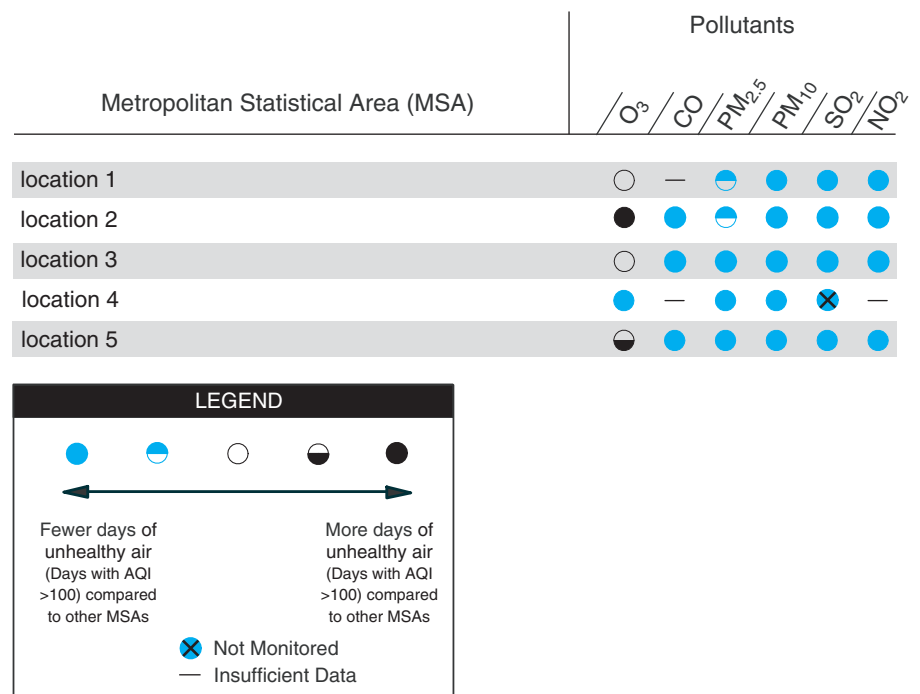 Pollutants
Metropolitan Statistical Area (MSA)
O₃ CO PM₂.₅ PM₁₀ SO₂ NO₂
location 1
—
location 2
location 3
location 4
— —
location 5
LEGEND
Fewer days of
unhealthy air
(Days with AQI
>100) compared
to other MSAs
More days of
unhealthy air
(Days with AQI
>100) compared
to other MSAs
Not Monitored
— Insufficient Data